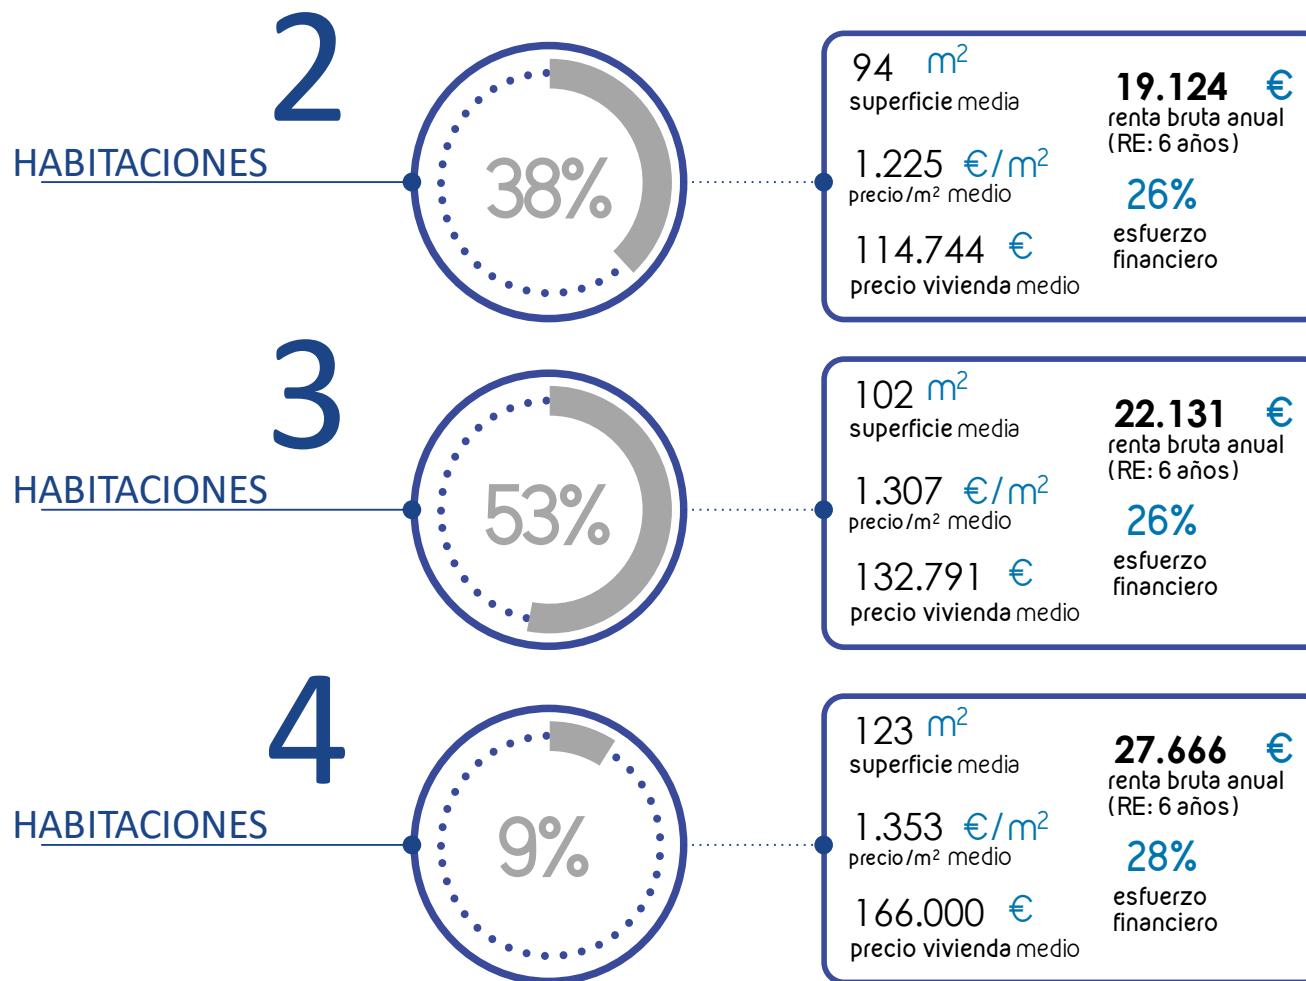 2
HABITACIONES
38%
94 m²
superficie media
1.225 €/m²
precio/m² medio
114.744 €
precio vivienda medio
19.124 €
renta bruta anual
(RE: 6 años)
26%
esfuerzo
financiero
3
HABITACIONES
53%
102 m²
superficie media
1.307 €/m²
precio/m² medio
132.791 €
precio vivienda medio
22.131 €
renta bruta anual
(RE: 6 años)
26%
esfuerzo
financiero
4
HABITACIONES
9%
123 m²
superficie media
1.353 €/m²
precio/m² medio
166.000 €
precio vivienda medio
27.666 €
renta bruta anual
(RE: 6 años)
28%
esfuerzo
financiero